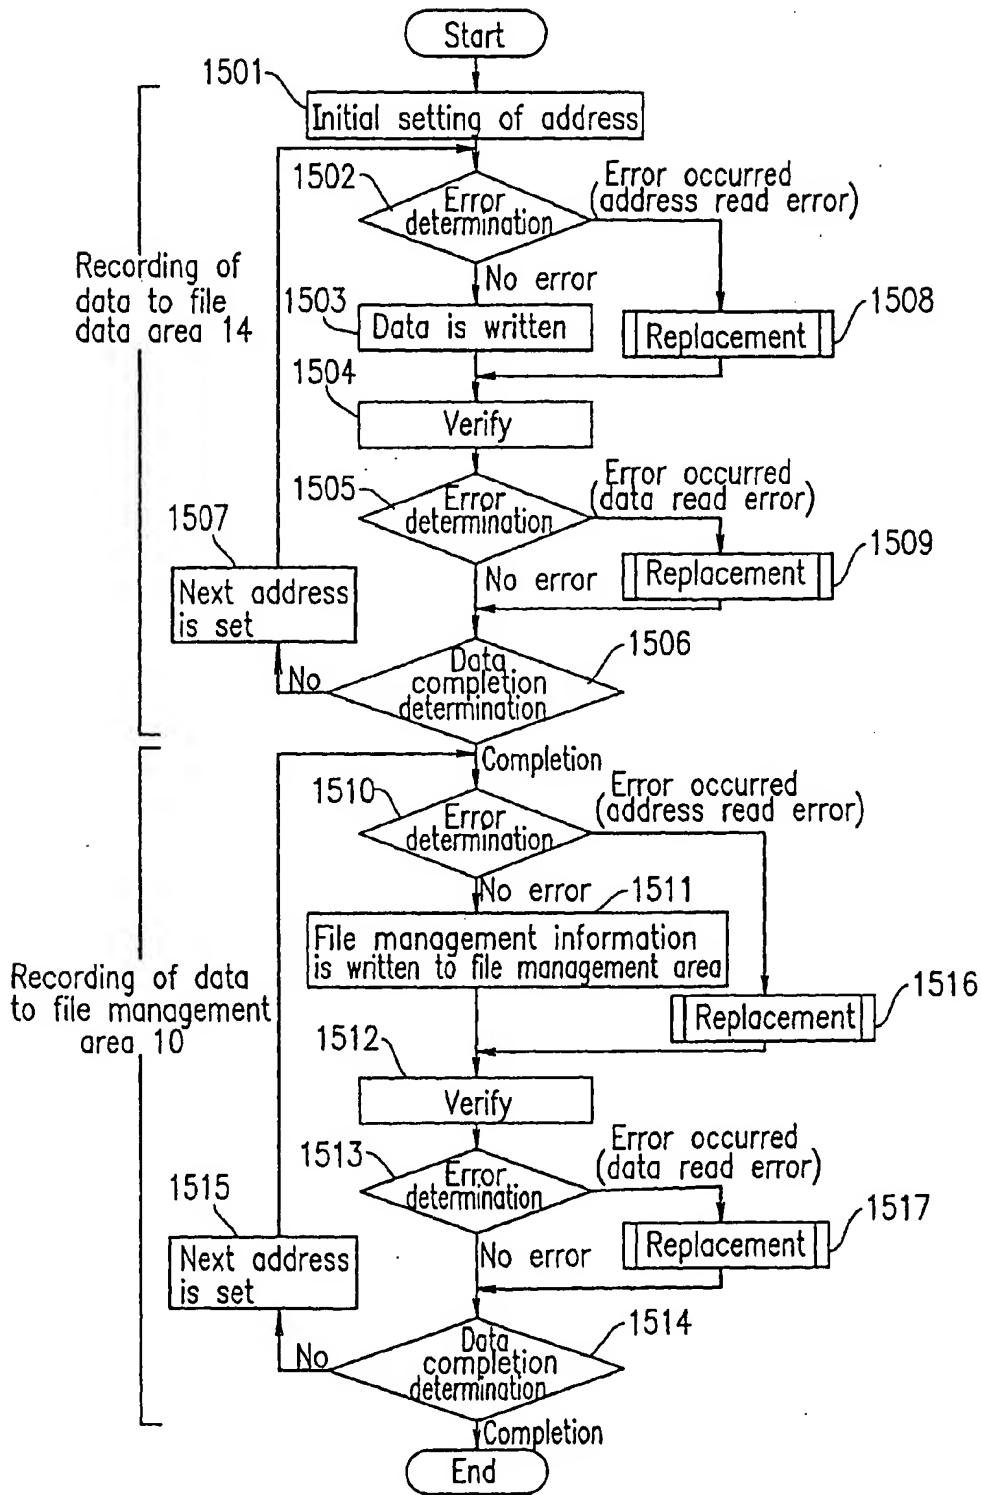 Start
1501
Initial setting of address
1502
Error
determination
Error occurred
(address read error)
No error
Recording of
data to file
data area 14
1503
Data is written
1508
Replacement
1504
Verify
1505
Error
determination
Error occurred
(data read error)
1507
Next address
is set
No error
1509
Replacement
1506
Data
completion
determination
No
Completion
1510
Error
determination
Error occurred
(address read error)
No error
1511
File management information
is written to file management area
Recording of data
to file management
area 10
1516
Replacement
1512
Verify
1513
Error
determination
Error occurred
(data read error)
1515
Next address
is set
No error
1517
Replacement
1514
Data
completion
determination
No
Completion
End